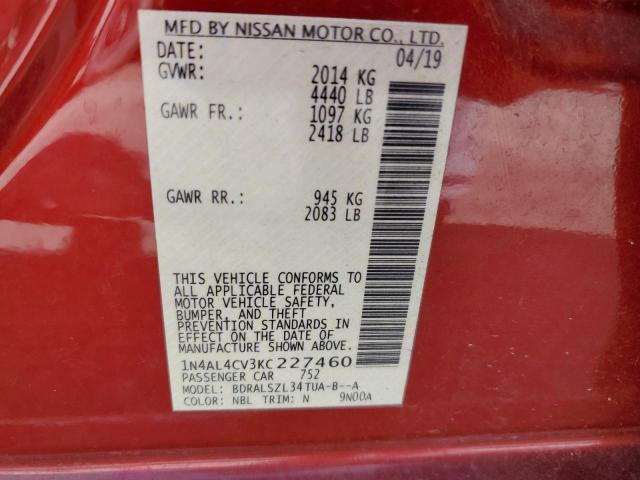 MFD BY NISSAN MOTOR CO., LTD.
DATE: 04/19
GVWR: 2014 KG
4440 LB
GAWR FR.: 1097 KG
2418 LB
GAWR RR.: 945 KG
2083 LB
THIS VEHICLE CONFORMS TO
ALL APPLICABLE FEDERAL
MOTOR VEHICLE SAFETY,
BUMPER, AND THEFT
PREVENTION STANDARDS IN
EFFECT ON THE DATE OF
MANUFACTURE SHOWN ABOVE.
1N4AL4CV3KC227460
PASSENGER CAR 752
MODEL: BDRALSZL34TUA-B--A
COLOR: NBL TRIM: N 9N00A